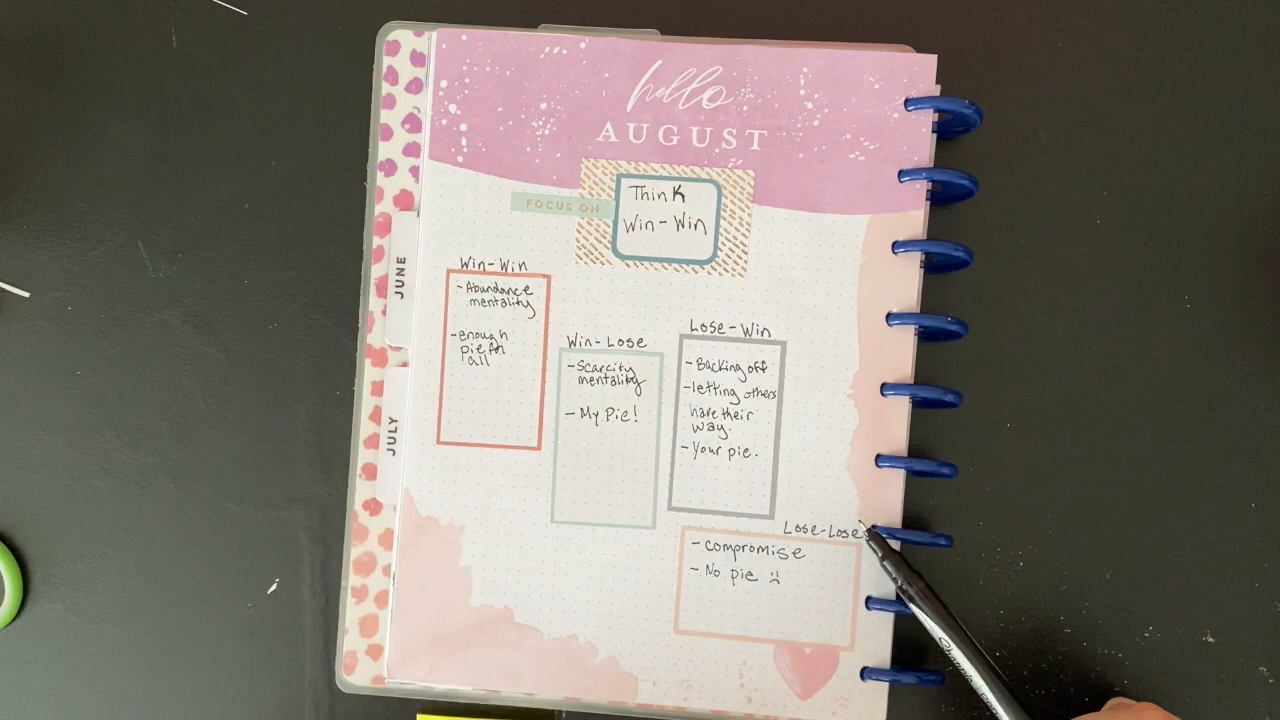 hello
AUGUST
FOCUS ON
Think
Win-Win
JUNE
JULY
Win-Win
-Abundance
mentality
-enough
pie for
all
Win-Lose
-Scarcity
mentality
-My Pie!
Lose-Win
-Backing off
-letting others
have their
way.
-Your pie.
Lose-Lose
-compromise
-No pie :(
Sharpie